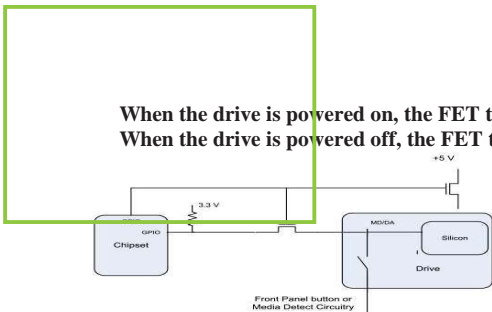 When the drive is powered on, the FET t
When the drive is powered off, the FET t
+5 V
3.3 V
GPIO
MD/DA
Chipset
Silicon
Drive
Front Panel button or
Media Detect Circuitry